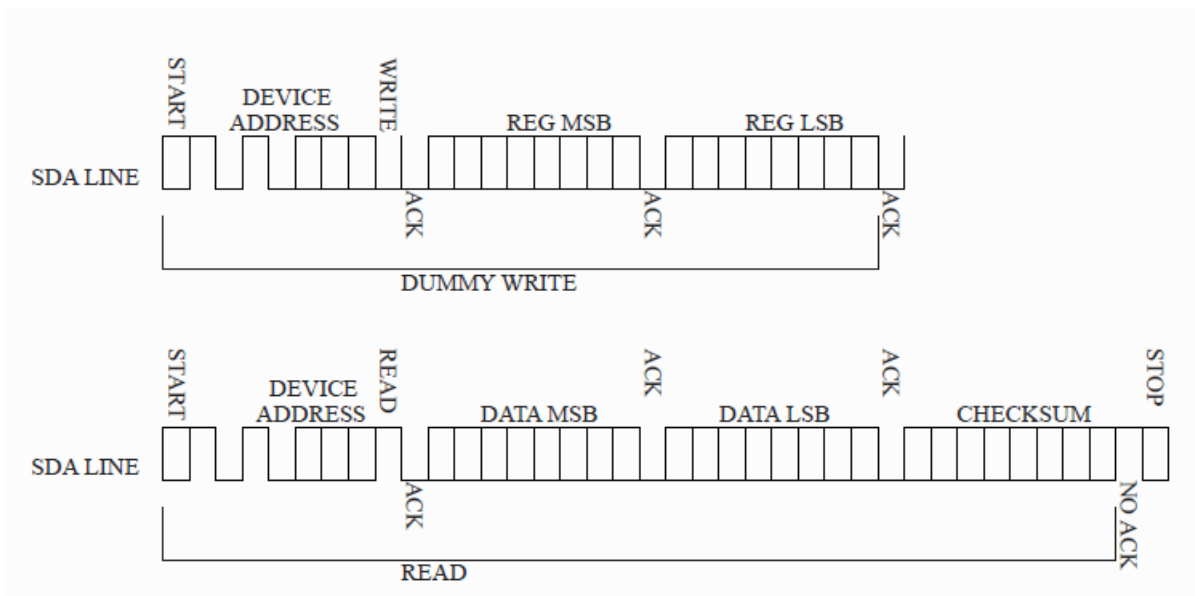 START
DEVICE
ADDRESS
WRITE
REG MSB
REG LSB
SDA LINE
ACK
ACK
ACK
DUMMY WRITE
START
DEVICE
ADDRESS
READ
DATA MSB
ACK
DATA LSB
ACK
CHECKSUM
STOP
SDA LINE
ACK
NO ACK
READ